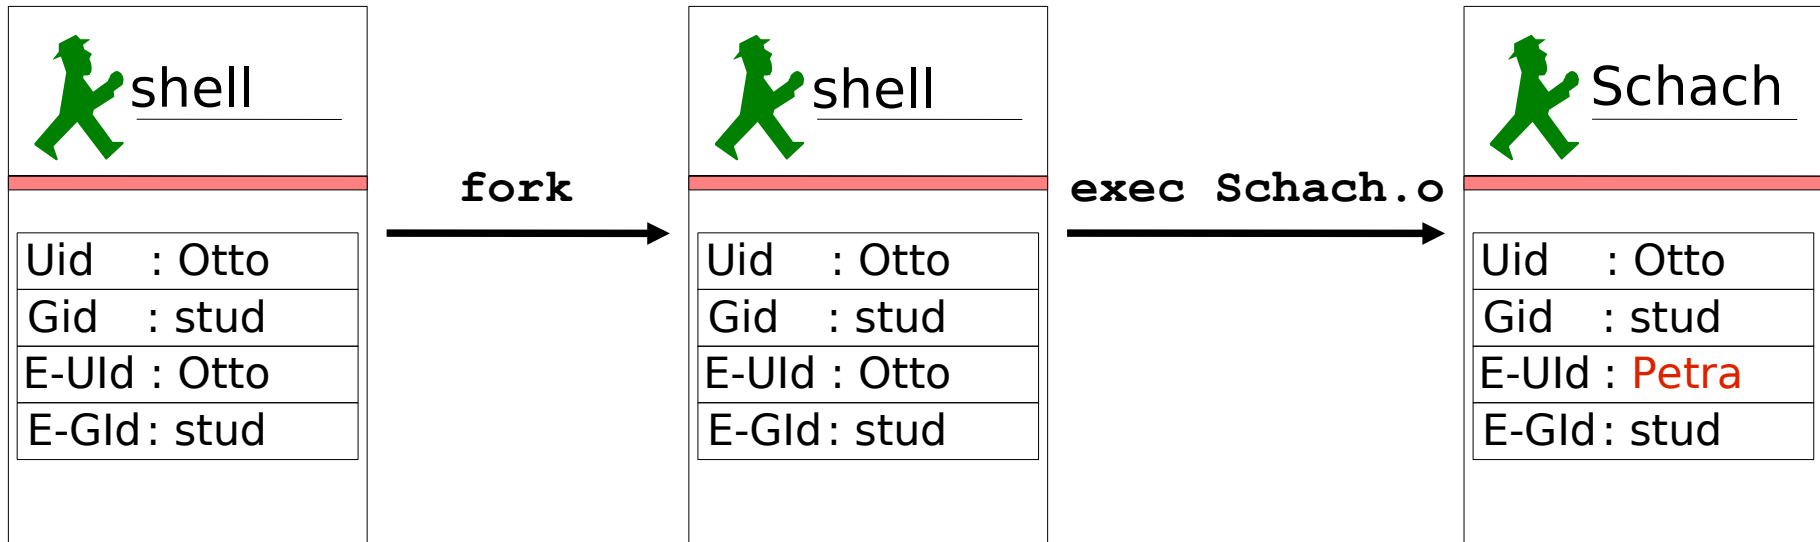 shell
Uid : Otto
Gid : stud
E-UId : Otto
E-GId : stud
fork
shell
Uid : Otto
Gid : stud
E-UId : Otto
E-GId : stud
exec Schach.o
Schach
Uid : Otto
Gid : stud
E-UId : Petra
E-GId : stud